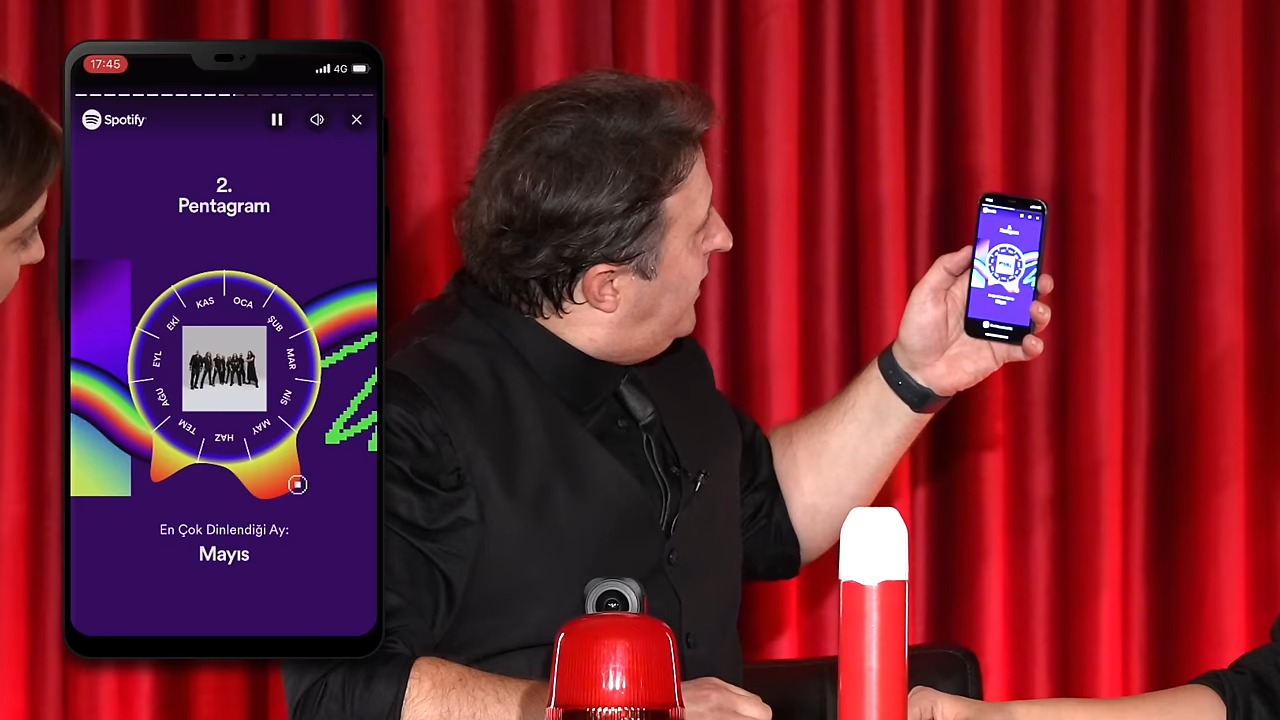 17:45
4G
Spotify
2.
Pentagram
OCA
ŞUB
MAR
NİS
MAY
HAZ
TEM
AĞU
EYL
EKİ
KAS
En Çok Dinlendiği Ay:
Mayıs